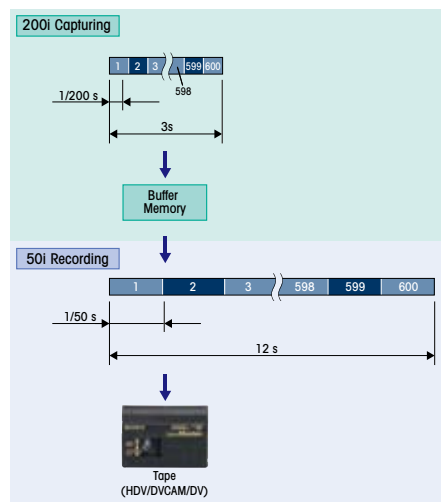 200i Capturing
1 2 3 599 600
598
1/200 s
3s
Buffer
Memory
50i Recording
1 2 3 598 599 600
1/50 s
12 s
Tape
(HDV/DVCAM/DV)